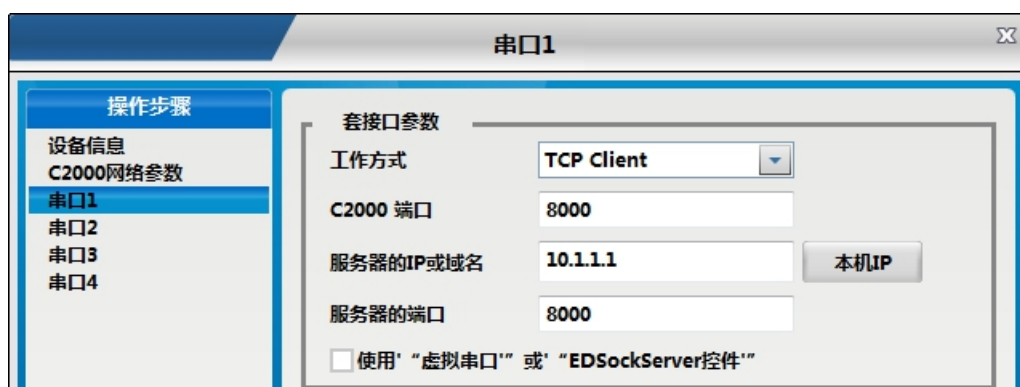 串口1
操作步骤
设备信息
C2000网络参数
串口1
串口2
串口3
串口4
套接口参数
工作方式 TCP Client
C2000 端口 8000
服务器的IP或域名 10.1.1.1 本机IP
服务器的端口 8000
使用'“虚拟串口'”或'“EDSockServer控件'”